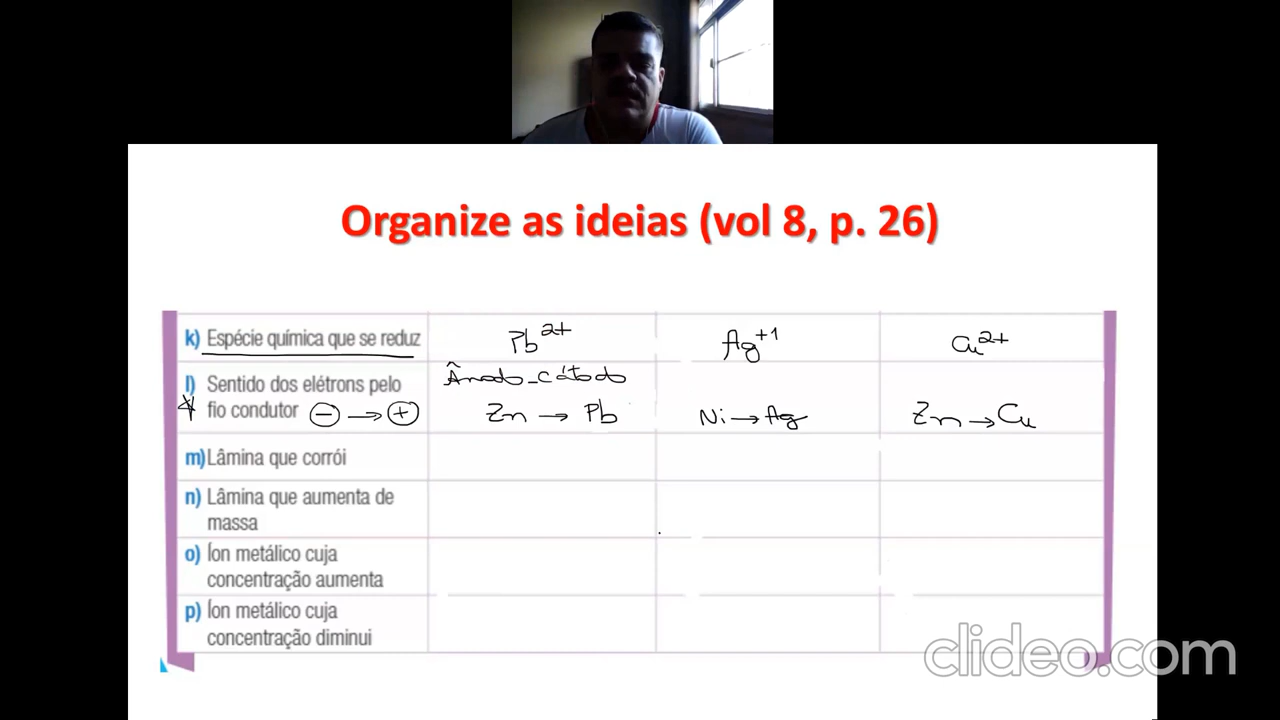 Organize as ideias (vol 8, p. 26)
k) Espécie química que se reduz
Pb2+
Ag+1
Cu2+
l) Sentido dos elétrons pelo
fio condutor − → +
Ânodo - cátodo
Zn → Pb
Ni → Ag
Zn → Cu
m) Lâmina que corrói
n) Lâmina que aumenta de
massa
o) Íon metálico cuja
concentração aumenta
p) Íon metálico cuja
concentração diminui
clideo.com